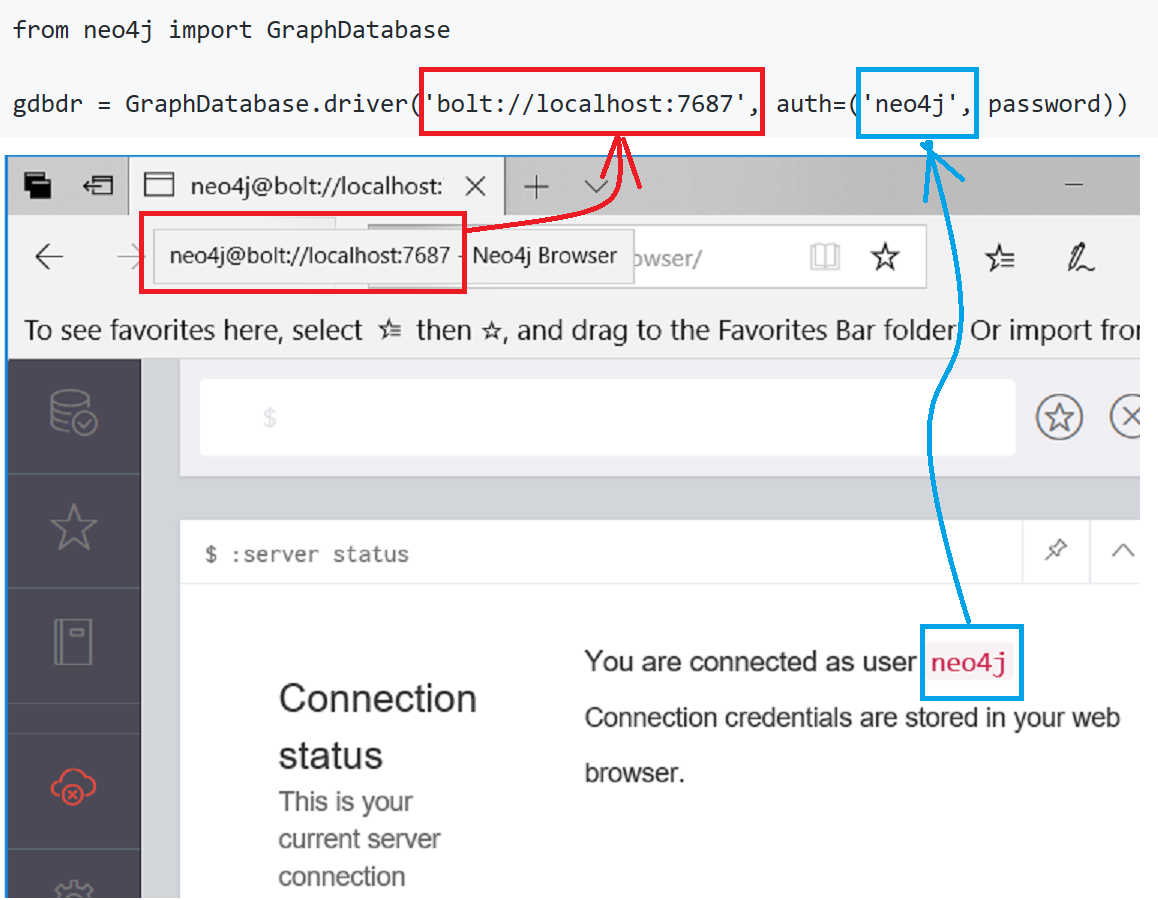 from neo4j import GraphDatabase
gdbdr = GraphDatabase.driver('bolt://localhost:7687', auth=('neo4j', password))
neo4j@bolt://localhost:
neo4j@bolt://localhost:7687 - Neo4j Browser owser/
To see favorites here, select then , and drag to the Favorites Bar folder. Or import
$
$ :server status
You are connected as user neo4j
Connection credentials are stored in your web
browser.
Connection
status
This is your
current server
connection